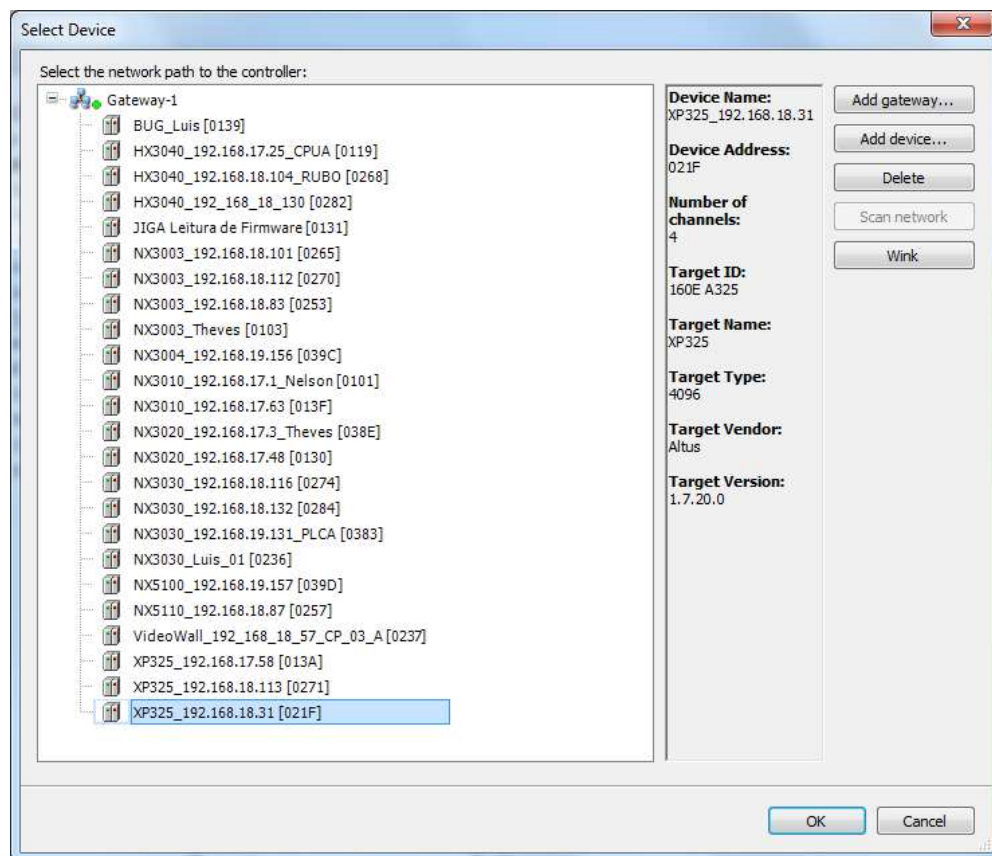 Select Device
Select the network path to the controller:
Gateway-1
BUG_Luis [0139]
HX3040_192.168.17.25_CPUA [0119]
HX3040_192.168.18.104_RUBO [0268]
HX3040_192_168_18_130 [0282]
JIGA Leitura de Firmware [0131]
NX3003_192.168.18.101 [0265]
NX3003_192.168.18.112 [0270]
NX3003_192.168.18.83 [0253]
NX3003_Theves [0103]
NX3004_192.168.19.156 [039C]
NX3010_192.168.17.1_Nelson [0101]
NX3010_192.168.17.63 [013F]
NX3020_192.168.17.3_Theves [038E]
NX3020_192.168.17.48 [0130]
NX3030_192.168.18.116 [0274]
NX3030_192.168.18.132 [0284]
NX3030_192.168.19.131_PLCA [0383]
NX3030_Luis_01 [0236]
NX5100_192.168.19.157 [039D]
NX5110_192.168.18.87 [0257]
VideoWall_192_168_18_57_CP_03_A [0237]
XP325_192.168.17.58 [013A]
XP325_192.168.18.113 [0271]
XP325_192.168.18.31 [021F]
Device Name:
XP325_192.168.18.31
Device Address:
021F
Number of
channels:
4
Target ID:
160E A325
Target Name:
XP325
Target Type:
4096
Target Vendor:
Altus
Target Version:
1.7.20.0
Add gateway...
Add device...
Delete
Scan network
Wink
OK
Cancel